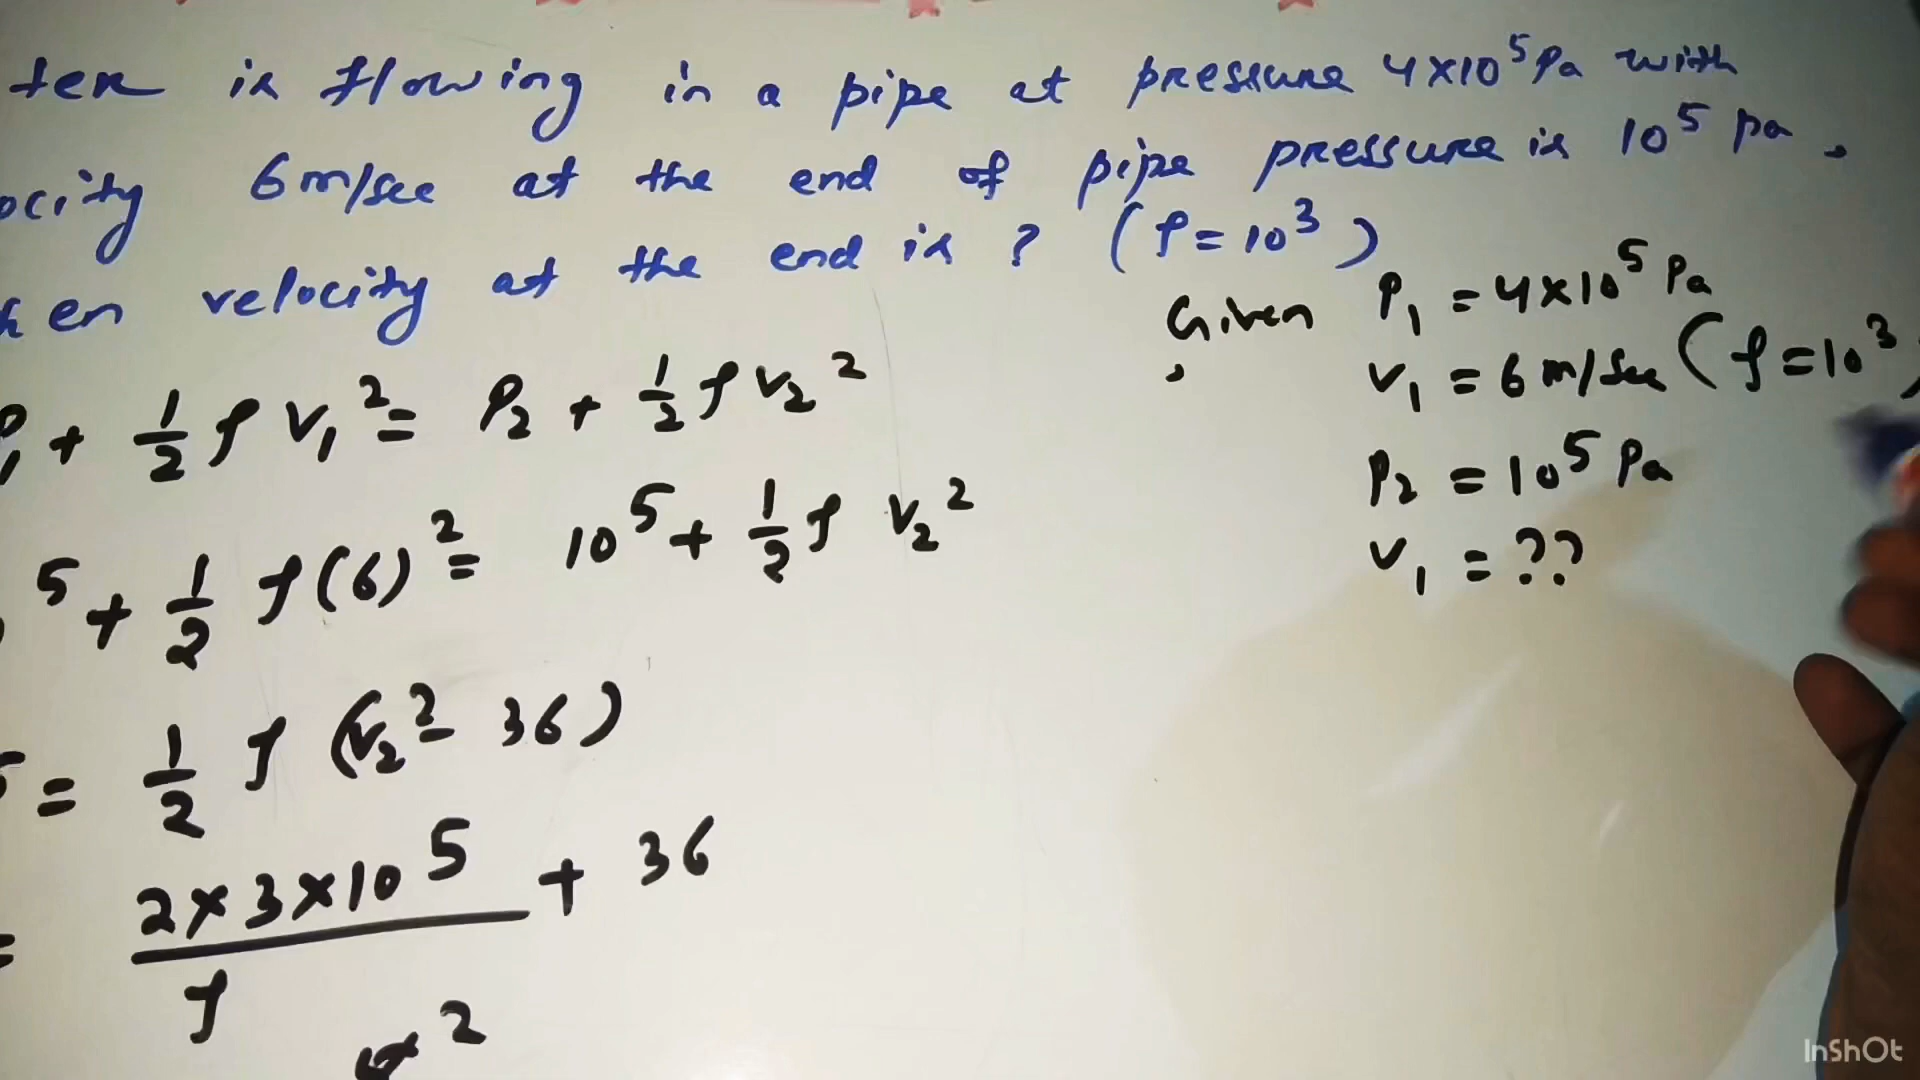 ter is flowing in a pipe at pressure 4×10⁵ Pa with
ocity 6m/sec at the end of pipe pressure is 10⁵ pa,
en velocity at the end is ? (ρ = 10³)
Given, P₁ = 4×10⁵ Pa
V₁ = 6 m/sec (ρ = 10³)
P₂ = 10⁵ Pa
V₁ = ??
P₁ + 1/2 ρ V₁² = P₂ + 1/2 ρ V₂²
⁵ + 1/2 ρ (6)² = 10⁵ + 1/2 ρ V₂²
= 1/2 ρ (V₂² - 36)
= 2×3×10⁵/ρ + 36
2
InShOt